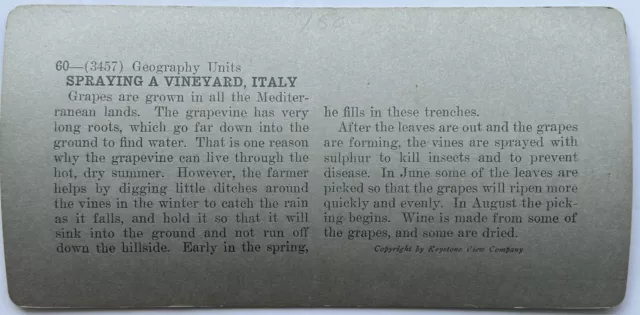 60—(3457) Geography Units
SPRAYING A VINEYARD, ITALY
Grapes are grown in all the Mediter-
ranean lands. The grapevine has very
long roots, which go far down into the
ground to find water. That is one reason
why the grapevine can live through the
hot, dry summer. However, the farmer
helps by digging little ditches around
the vines in the winter to catch the rain
as it falls, and hold it so that it will
sink into the ground and not run off
down the hillside. Early in the spring,
he fills in these trenches.
After the leaves are out and the grapes
are forming, the vines are sprayed with
sulphur to kill insects and to prevent
disease. In June some of the leaves are
picked so that the grapes will ripen more
quickly and evenly. In August the pick-
ing begins. Wine is made from some of
the grapes, and some are dried.
Copyright by Keystone View Company